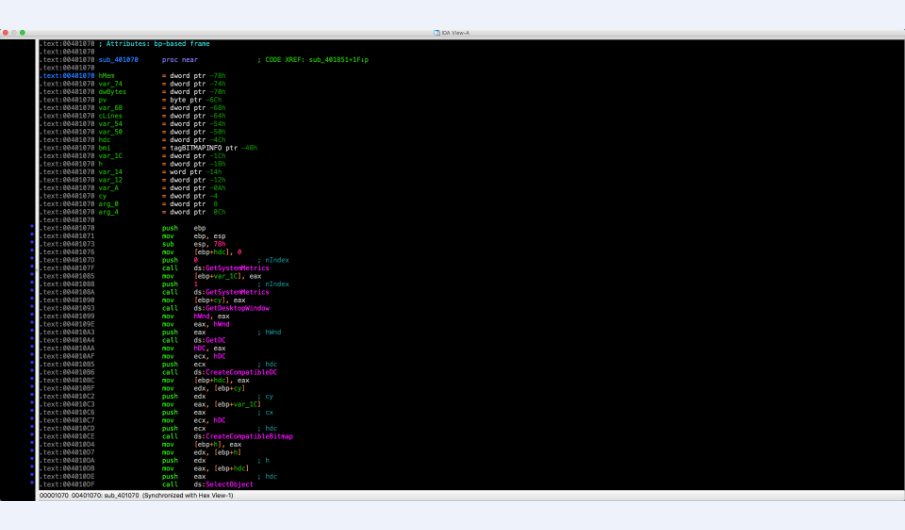 IDA View-A
.text:00401070 ; Attributes: bp-based frame
.text:00401070
.text:00401070 sub_401070 proc near ; CODE XREF: sub_401051+1F↓p
.text:00401070
.text:00401070 hMem = dword ptr -78h
.text:00401070 var_74 = dword ptr -74h
.text:00401070 dwBytes = dword ptr -70h
.text:00401070 pv = byte ptr -6Ch
.text:00401070 var_68 = dword ptr -68h
.text:00401070 cLines = dword ptr -64h
.text:00401070 var_54 = dword ptr -54h
.text:00401070 var_50 = dword ptr -50h
.text:00401070 hdc = dword ptr -4Ch
.text:00401070 bmi = tagBITMAPINFO ptr -48h
.text:00401070 var_1C = dword ptr -1Ch
.text:00401070 h = dword ptr -18h
.text:00401070 var_14 = word ptr -14h
.text:00401070 var_12 = dword ptr -12h
.text:00401070 var_A = dword ptr -0Ah
.text:00401070 cy = dword ptr -4
.text:00401070 arg_0 = dword ptr 8
.text:00401070 arg_4 = dword ptr 0Ch
.text:00401070
.text:00401070 push ebp
.text:00401071 mov ebp, esp
.text:00401073 sub esp, 78h
.text:00401076 mov [ebp+hdc], 0
.text:0040107D push 0 ; nIndex
.text:0040107F call ds:GetSystemMetrics
.text:00401085 mov [ebp+var_1C], eax
.text:00401088 push 1 ; nIndex
.text:0040108A call ds:GetSystemMetrics
.text:00401090 mov [ebp+cy], eax
.text:00401093 call ds:GetDesktopWindow
.text:00401099 mov hWnd, eax
.text:0040109E mov eax, hWnd
.text:004010A3 push eax ; hWnd
.text:004010A4 call ds:GetDC
.text:004010AA mov hDC, eax
.text:004010AF mov ecx, hDC
.text:004010B5 push ecx ; hdc
.text:004010B6 call ds:CreateCompatibleDC
.text:004010BC mov [ebp+hdc], eax
.text:004010BF mov edx, [ebp+cy]
.text:004010C2 push edx ; cy
.text:004010C3 mov eax, [ebp+var_1C]
.text:004010C6 push eax ; cx
.text:004010C7 mov ecx, hDC
.text:004010CD push ecx ; hdc
.text:004010CE call ds:CreateCompatibleBitmap
.text:004010D4 mov [ebp+h], eax
.text:004010D7 mov edx, [ebp+h]
.text:004010DA push edx ; h
.text:004010DB mov eax, [ebp+hdc]
.text:004010DE push eax ; hdc
.text:004010DF call ds:SelectObject
00001070 00401070: sub_401070 (Synchronized with Hex View-1)